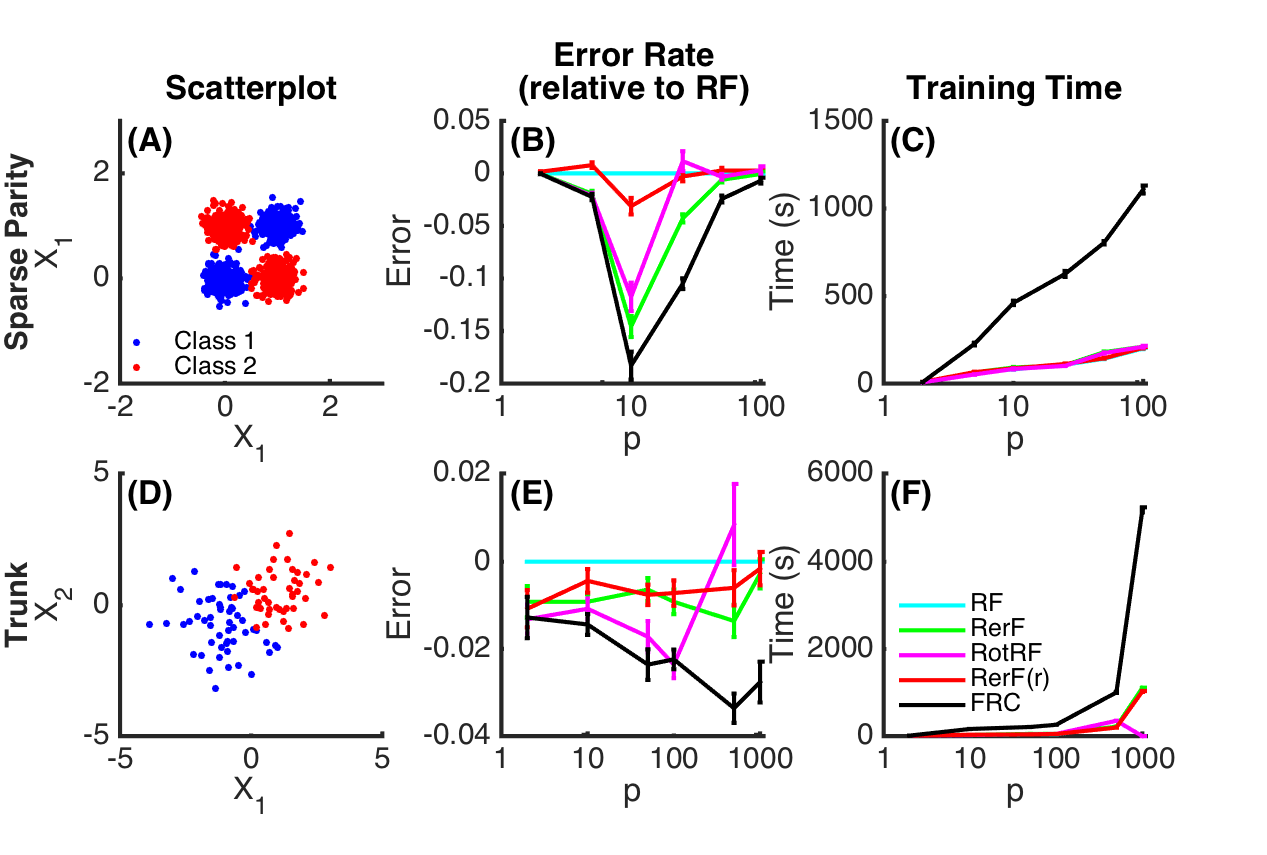 Scatterplot
Error Rate
(relative to RF)
Training Time
Sparse Parity
X1
2
0
-2
(A)
Class 1
Class 2
-2
0
2
X1
Error
0.05
0
-0.05
-0.1
-0.15
-0.2
(B)
1
10
100
p
Time (s)
1500
1000
500
0
(C)
1
10
100
p
Trunk
X2
5
0
-5
(D)
-5
0
5
X1
Error
0.02
0
-0.02
-0.04
(E)
1
10
100
1000
p
Time (s)
6000
4000
2000
0
(F)
RF
RerF
RotRF
RerF(r)
FRC
1
10
100
1000
p